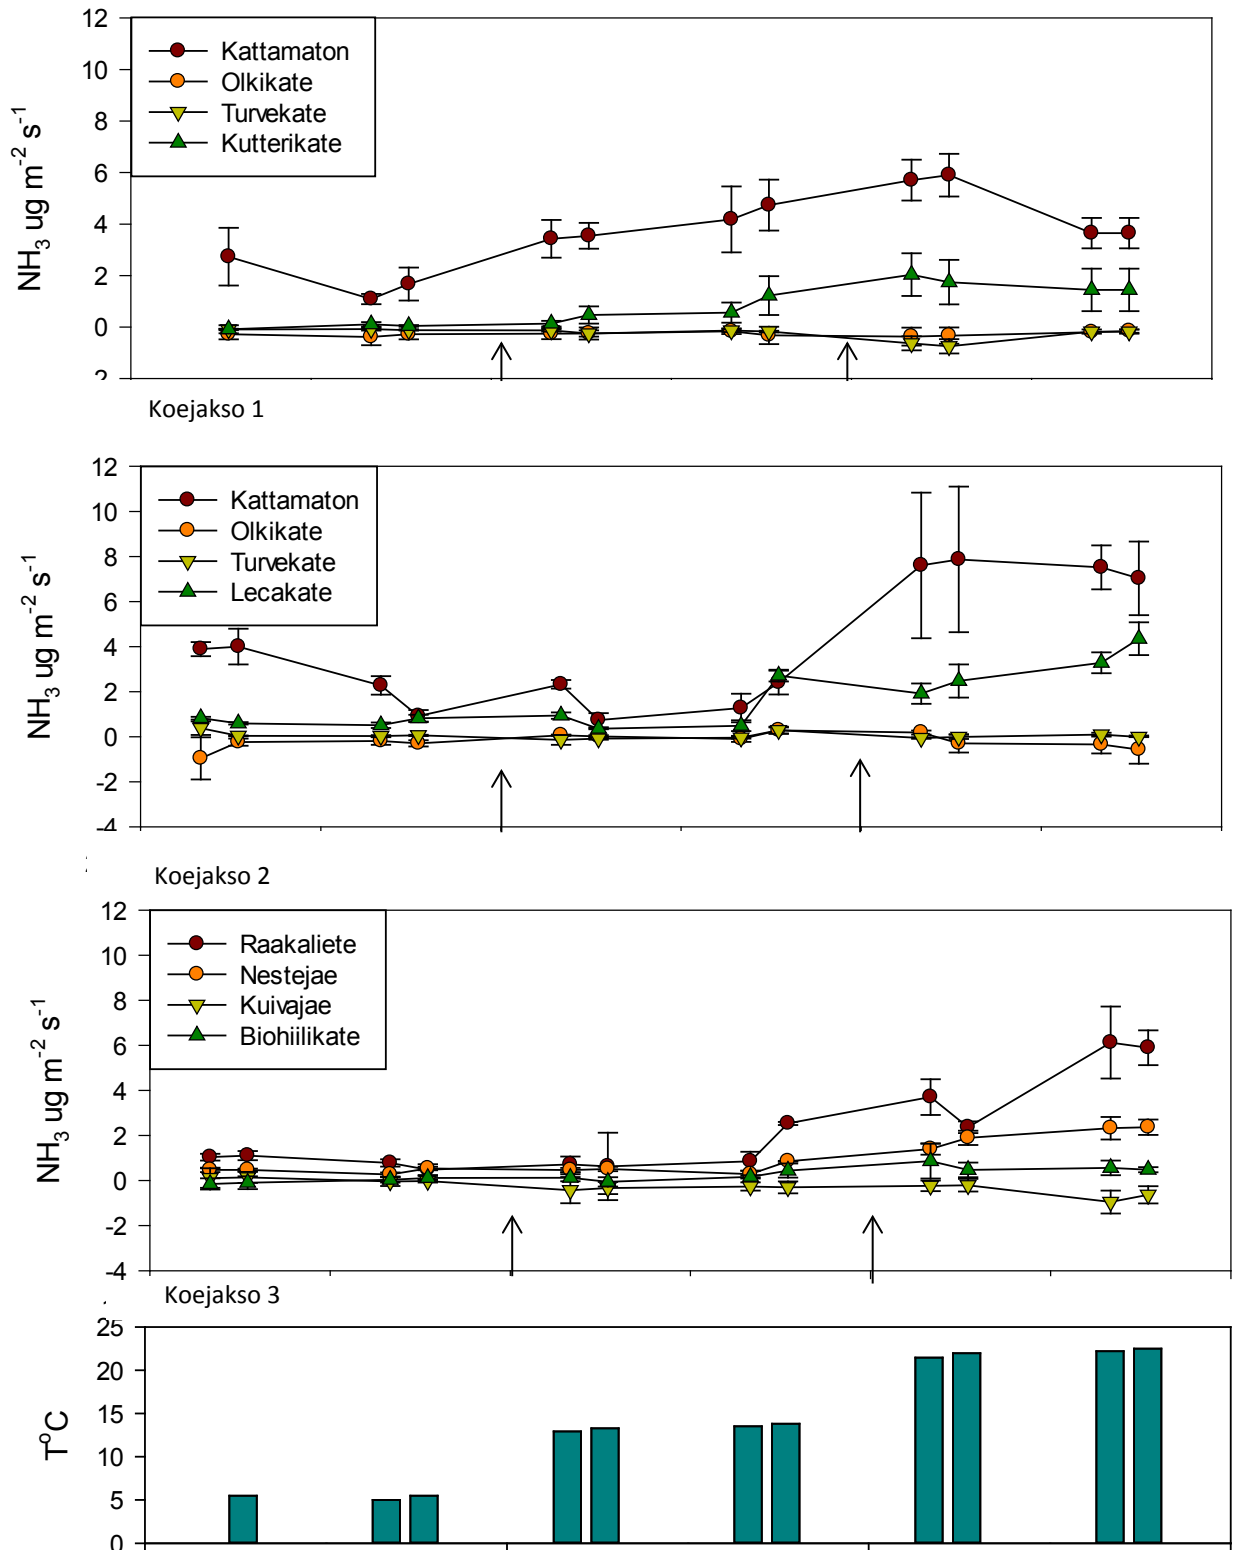 12
10
8
6
4
2
0
2
NH3 ug m-2 s-1
Kattamaton
Olkikate
Turvekate
Kutterikate
Koejakso 1
12
10
8
6
4
2
0
-2
-4
NH3 ug m-2 s-1
Kattamaton
Olkikate
Turvekate
Lecakate
Koejakso 2
12
10
8
6
4
2
0
-2
-4
NH3 ug m-2 s-1
Raakaliete
Nestejae
Kuivajae
Biohiilikate
Koejakso 3
25
20
15
10
5
0
ToC